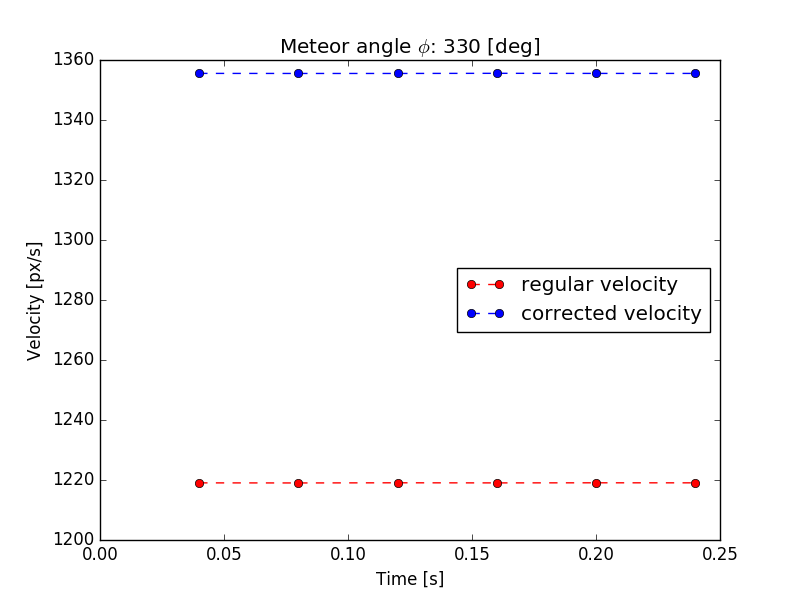 Meteor angle ϕ: 330 [deg]
1360
1340
1320
1300
1280
1260
1240
1220
1200
Velocity [px/s]
regular velocity
corrected velocity
0.00 0.05 0.10 0.15 0.20 0.25
Time [s]